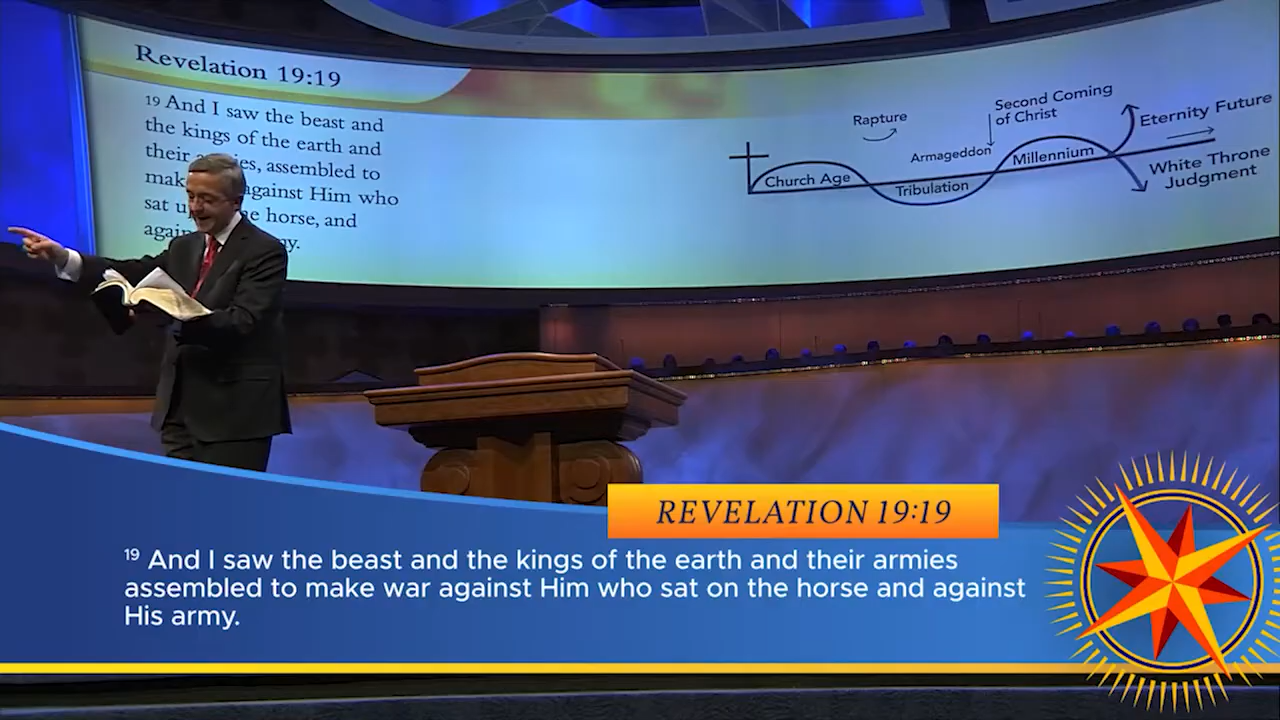 Revelation 19:19
19 And I saw the beast and
the kings of the earth and
their assembled to
against Him who
sat horse, and
Rapture
Second Coming
of Christ
Armageddon
Eternity Future
Church Age
Tribulation
Millennium
White Throne
Judgment
REVELATION 19:19
19 And I saw the beast and the kings of the earth and their armies
assembled to make war against Him who sat on the horse and against
His army.